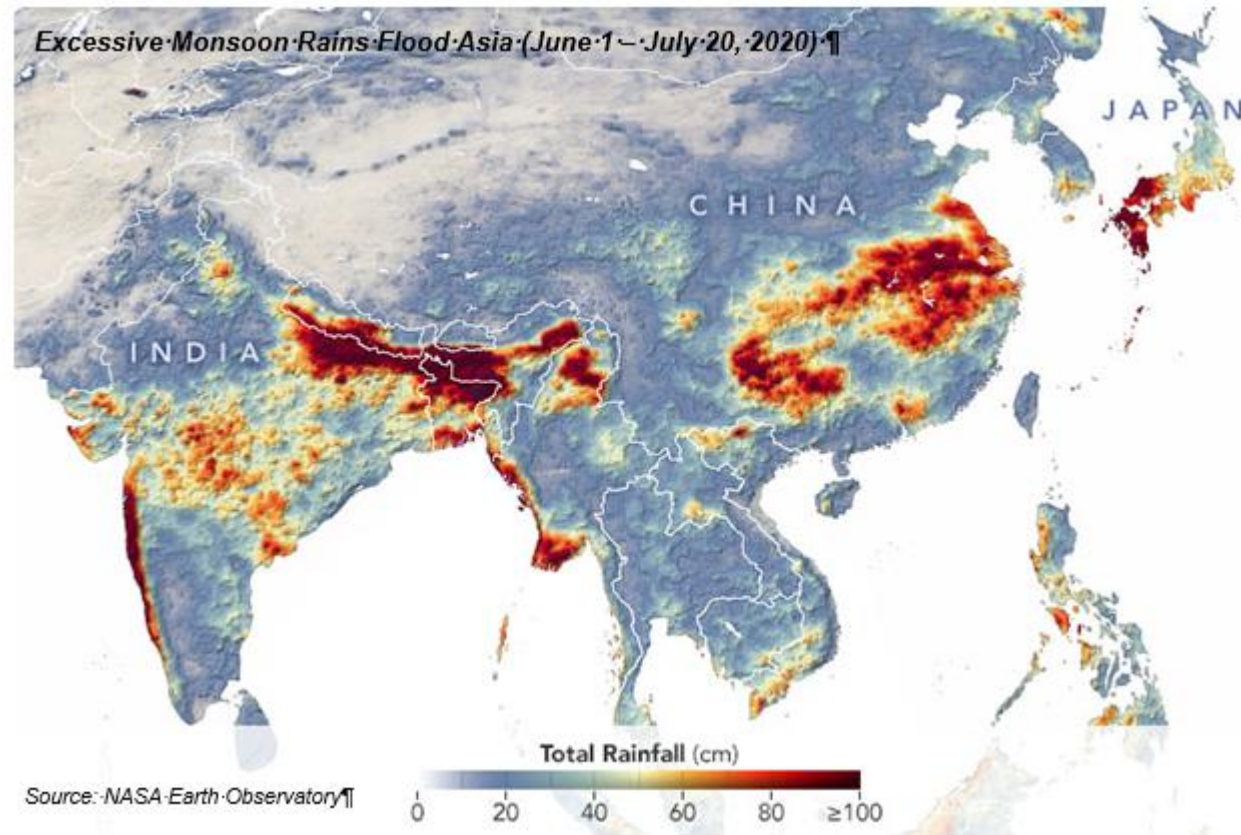 Excessive·Monsoon·Rains·Flood·Asia·(June·1·–·July·20,·2020)·¶
JAPAN
CHINA
INDIA
Total Rainfall (cm)
0 20 40 60 80 ≥100
Source:·NASA·Earth·Observatory¶